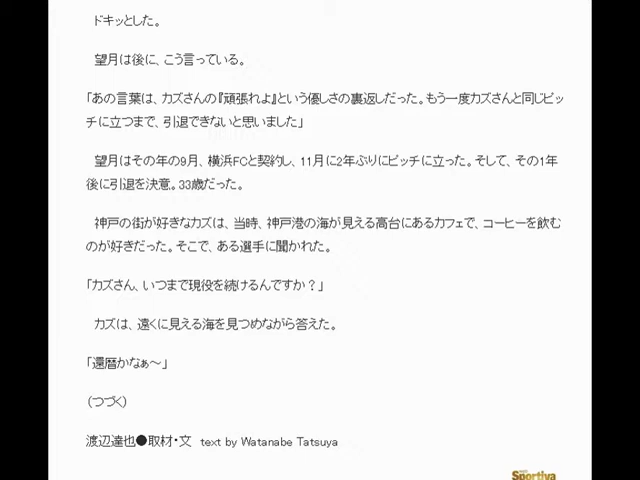 ドキッとした。
望月は後に、こう言っている。
「あの言葉は、カズさんの『頑張れよ』という優しさの裏返しだった。もう一度カズさんと同じピッ
チに立つまで、引退できないと思いました」
望月はその年の9月、横浜FCと契約し、11月に2年ぶりにピッチに立った。そして、その1年
後に引退を決意。33歳だった。
神戸の街が好きなカズは、当時、神戸港の海が見える高台にあるカフェで、コーヒーを飲む
のが好きだった。そこで、ある選手に聞かれた。
「カズさん、いつまで現役を続けるんですか？」
カズは、遠くに見える海を見つめながら答えた。
「還暦かなぁ～」
（つづく）
渡辺達也●取材・文　text by Watanabe Tatsuya
Sportiva